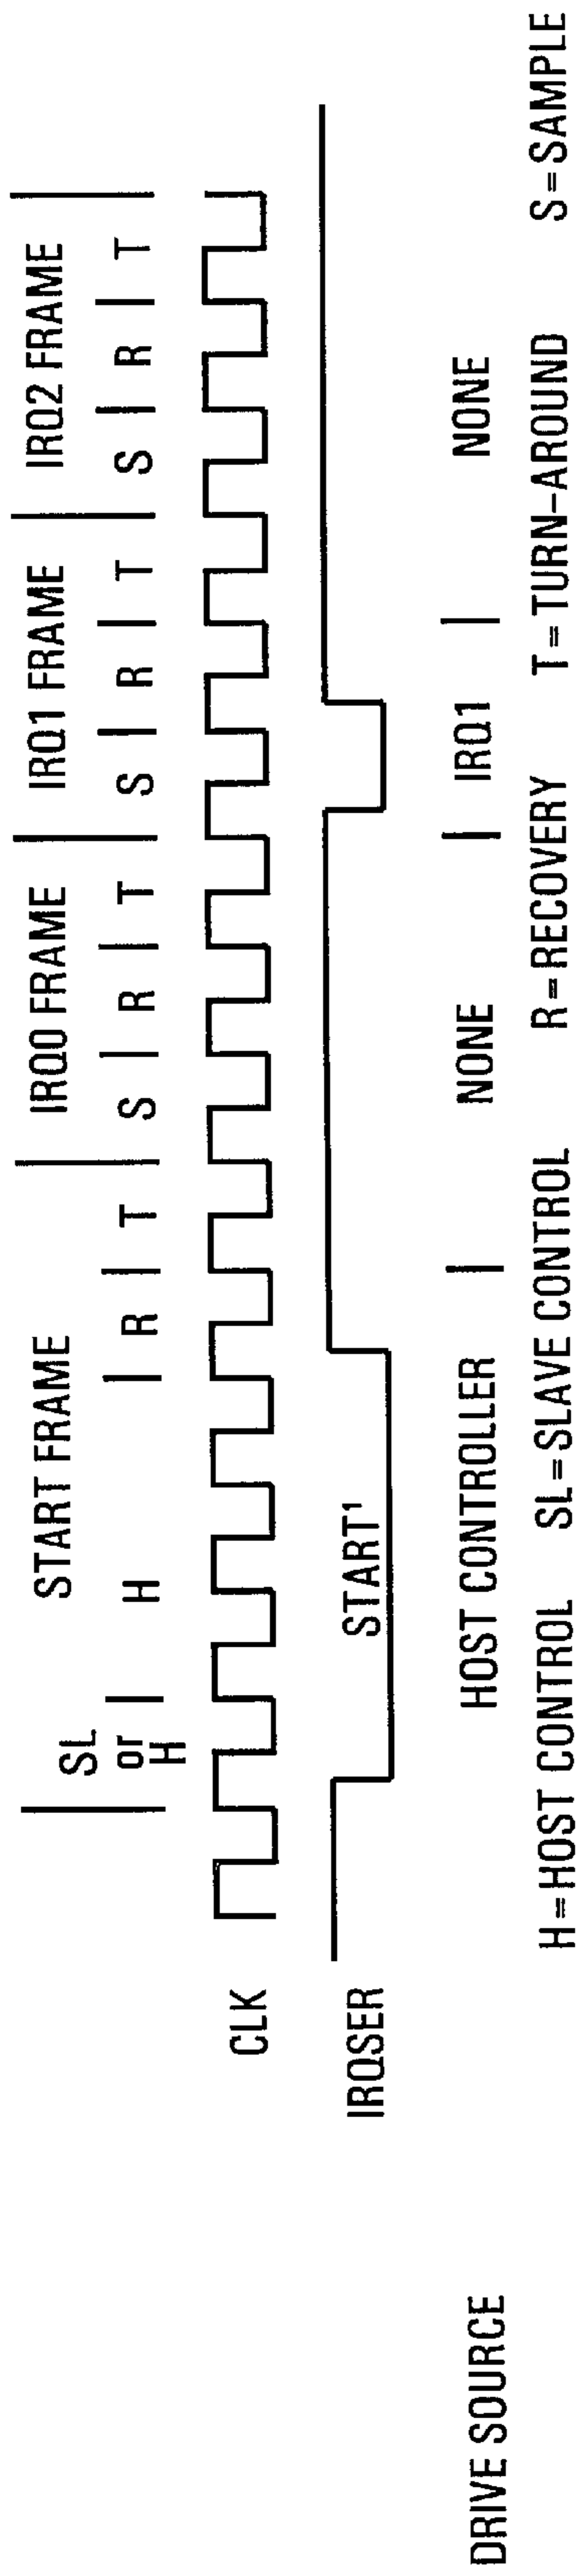 START FRAME IRQ0 FRAME IRQ1 FRAME IRQ2 FRAME
SL
or
H
H R T S R T S R T S R T
CLK
IRQSER
START¹
DRIVE SOURCE HOST CONTROLLER NONE IRQ1 NONE
H=HOST CONTROL SL=SLAVE CONTROL R=RECOVERY T=TURN-AROUND S=SAMPLE